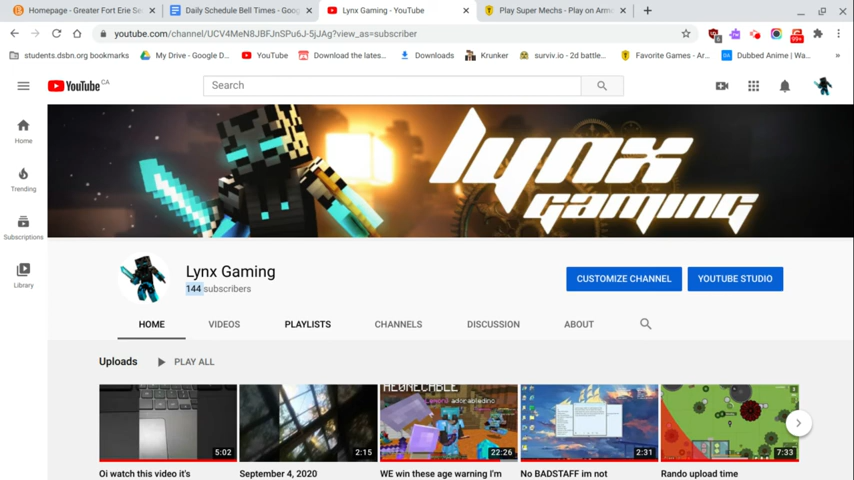 Homepage - Greater Fort Erie Se
Daily Schedule Bell Times - Goog
Lynx Gaming - YouTube
Play Super Mechs - Play on Arm
youtube.com/channel/UCV4MeN8JBFJnSPu6J-5jJAg?view_as=subscriber
students.dsbn.org bookmarks
My Drive - Google D...
YouTube
Download the lates...
Downloads
Krunker
surviv.io - 2d battle...
Favorite Games - Ar...
Dubbed Anime | Wa...
YouTube CA
Search
Home
Trending
Subscriptions
Library
lynx
gaming
Lynx Gaming
144 subscribers
CUSTOMIZE CHANNEL
YOUTUBE STUDIO
HOME
VIDEOS
PLAYLISTS
CHANNELS
DISCUSSION
ABOUT
Uploads
PLAY ALL
5:02
2:15
22:26
2:31
7:33
Oi watch this video it's
September 4, 2020
WE win these age warning I'm
No BADSTAFF im not
Rando upload time